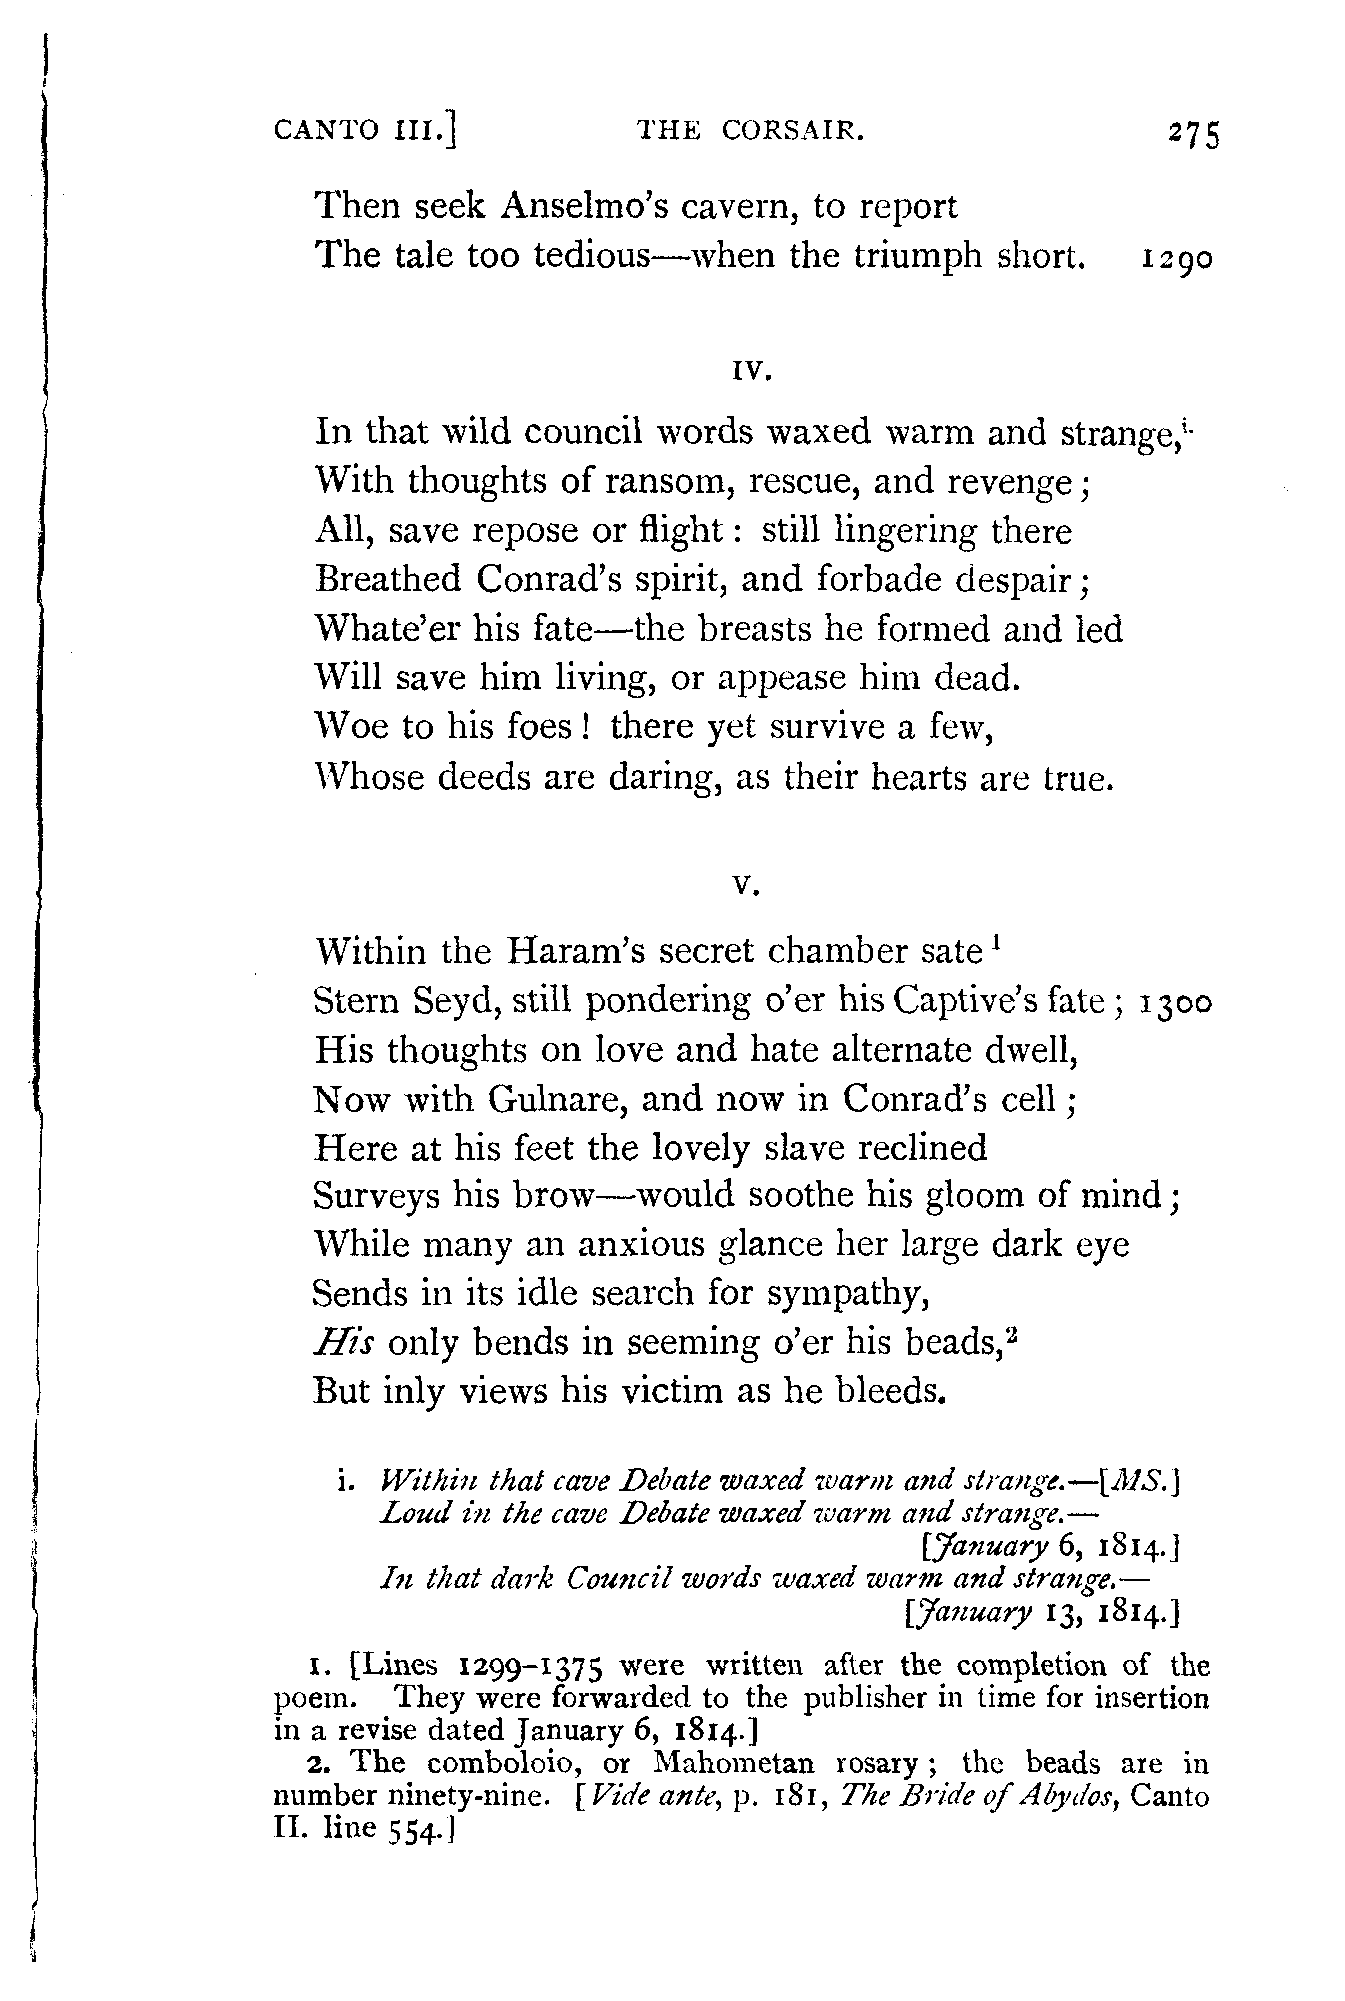 CANTO III.] THE CORSAIR. 275
Then seek Anselmo's cavern, to report
The tale too tedious—when the triumph short. 1290
IV.
In that wild council words waxed warm and strange,i.
With thoughts of ransom, rescue, and revenge;
All, save repose or flight: still lingering there
Breathed Conrad's spirit, and forbade despair;
Whate'er his fate—the breasts he formed and led
Will save him living, or appease him dead.
Woe to his foes! there yet survive a few,
Whose deeds are daring, as their hearts are true.
V.
Within the Haram's secret chamber sate 1
Stern Seyd, still pondering o'er his Captive's fate; 1300
His thoughts on love and hate alternate dwell,
Now with Gulnare, and now in Conrad's cell;
Here at his feet the lovely slave reclined
Surveys his brow—would soothe his gloom of mind;
While many an anxious glance her large dark eye
Sends in its idle search for sympathy,
His only bends in seeming o'er his beads,2
But inly views his victim as he bleeds.
i. Within that cave Debate waxed warm and strange.—[MS.]
Loud in the cave Debate waxed warm and strange.—
[January 6, 1814.]
In that dark Council words waxed warm and strange.—
[January 13, 1814.]
1. [Lines 1299–1375 were written after the completion of the
poem. They were forwarded to the publisher in time for insertion
in a revise dated January 6, 1814.]
2. The comboloio, or Mahometan rosary; the beads are in
number ninety-nine. [Vide ante, p. 181, The Bride of Abydos, Canto
II. line 554.]